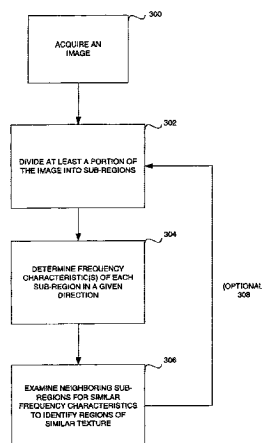 300
ACQUIRE AN
IMAGE
302
DIVIDE AT LEAST A PORTION OF
THE IMAGE INTO SUB-REGIONS
304
DETERMINE FREQUENCY
CHARACTERISTIC(S) OF EACH
SUB-REGION IN A GIVEN
DIRECTION
(OPTIONAL
308
306
EXAMINE NEIGHBORING SUB-
REGIONS FOR SIMILAR
FREQUENCY CHARACTERISTICS
TO IDENTIFY REGIONS OF
SIMILAR TEXTURE